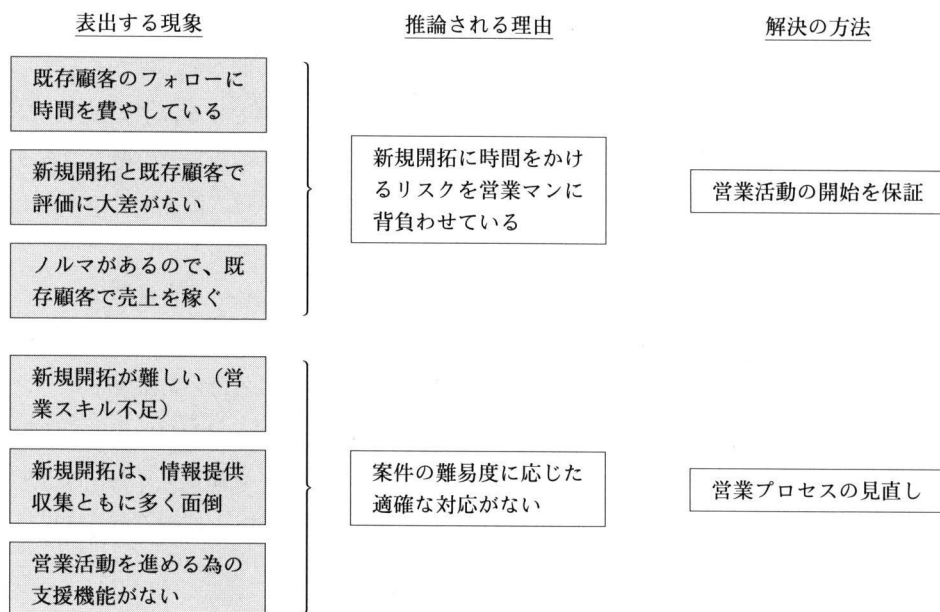 表出する現象
推論される理由
解決の方法
既存顧客のフォローに
時間を費やしている
新規開拓と既存顧客で
評価に大差がない
ノルマがあるので、既
存顧客で売上を稼ぐ
新規開拓に時間をかけ
るリスクを営業マンに
背負わせている
営業活動の開始を保証
新規開拓が難しい（営
業スキル不足）
新規開拓は、情報提供
収集ともに多く面倒
営業活動を進める為の
支援機能がない
案件の難易度に応じた
適確な対応がない
営業プロセスの見直し